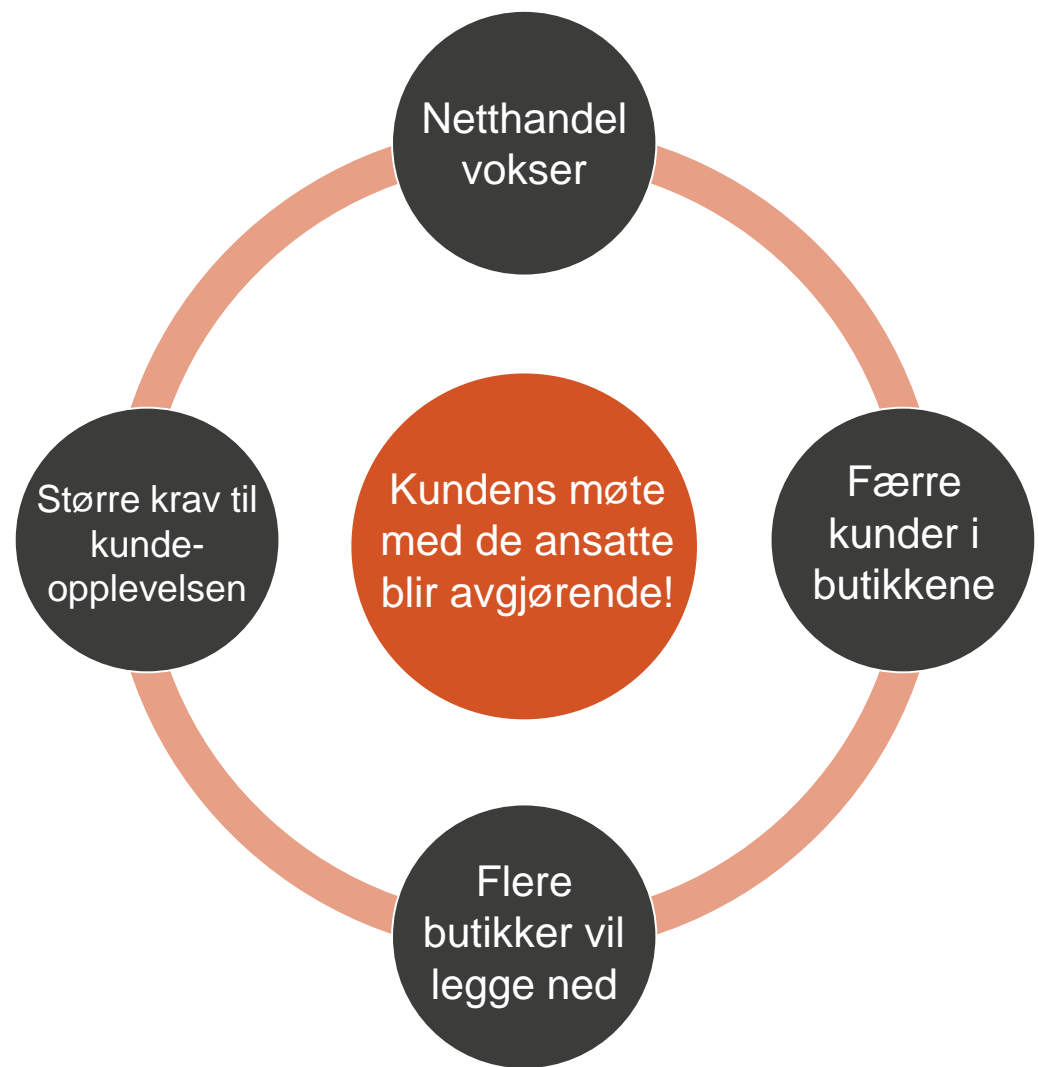 Netthandel
vokser
Færre
kunder i
butikkene
Flere
butikker vil
legge ned
Større krav til
kunde-
opplevelsen
Kundens møte
med de ansatte
blir avgjørende!